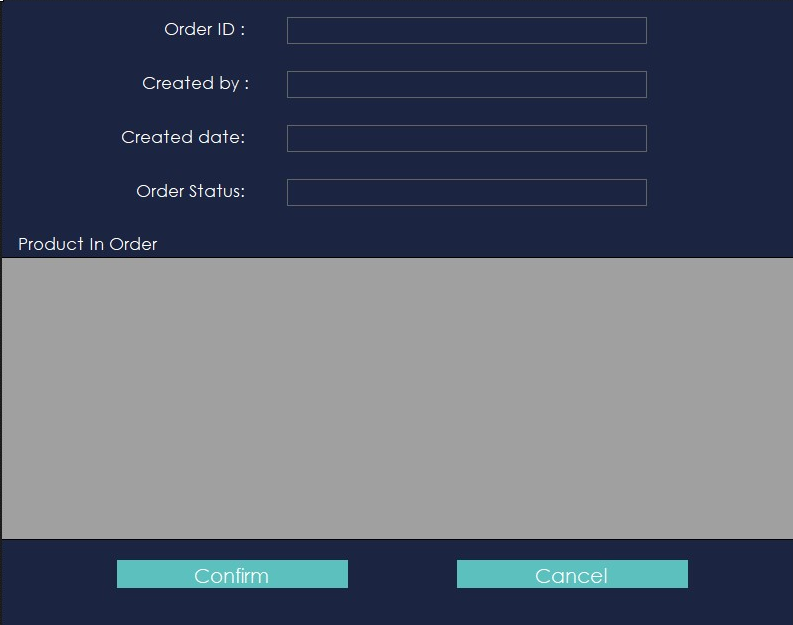 Order ID :
Created by :
Created date:
Order Status:
Product In Order
Confirm
Cancel